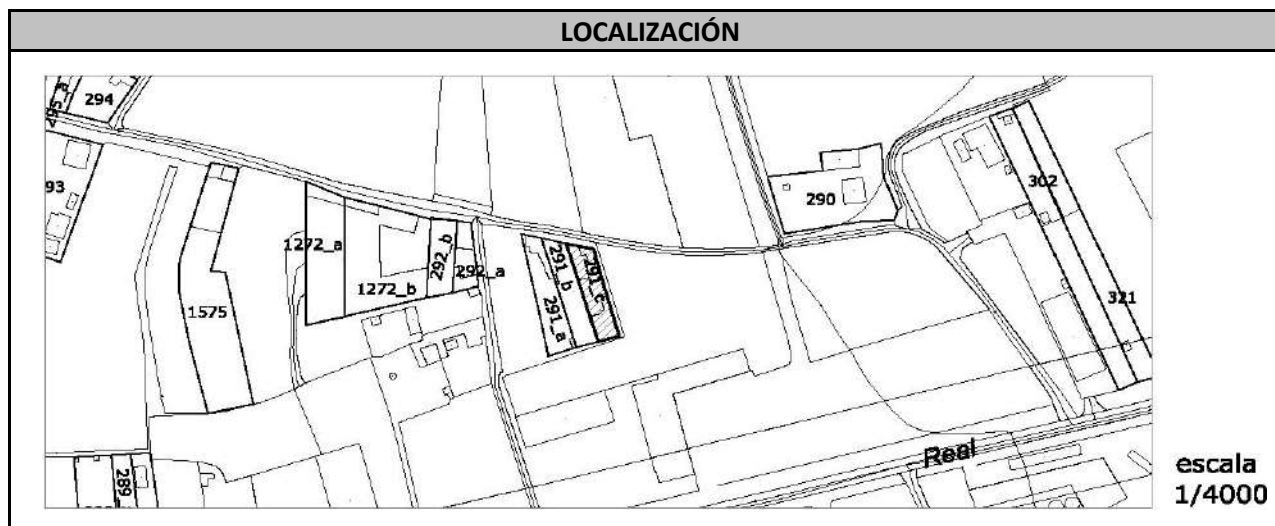 LOCALIZACIÓN
295_a
294
93
1272_a
1272_b
292_b
292_a
1575
291_a
291_b
291_c
290
302
321
289
Real
escala
1/4000